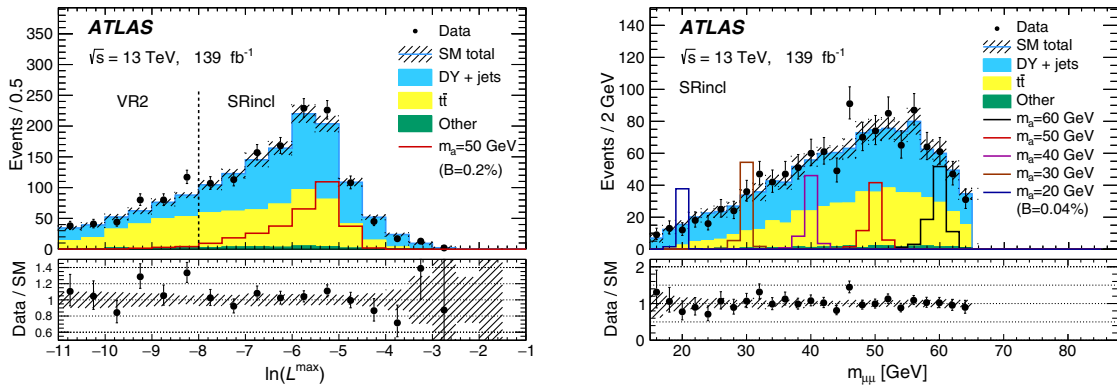 ATLAS
√s = 13 TeV, 139 fb⁻¹
VR2
SRincl
Data
SM total
DY + jets
tt̄
Other
mₐ=50 GeV
(B=0.2%)
Events / 0.5
350
300
250
200
150
100
50
0
Data / SM
1.4
1.2
1
0.8
0.6
−11 −10 −9 −8 −7 −6 −5 −4 −3 −2 −1
ln(Lᵐᵃˣ)
ATLAS
√s = 13 TeV, 139 fb⁻¹
SRincl
Data
SM total
DY + jets
tt̄
Other
mₐ=60 GeV
mₐ=50 GeV
mₐ=40 GeV
mₐ=30 GeV
mₐ=20 GeV
(B=0.04%)
Events / 2 GeV
140
120
100
80
60
40
20
0
Data / SM
2
1
0
20 30 40 50 60 70 80
m_μμ [GeV]